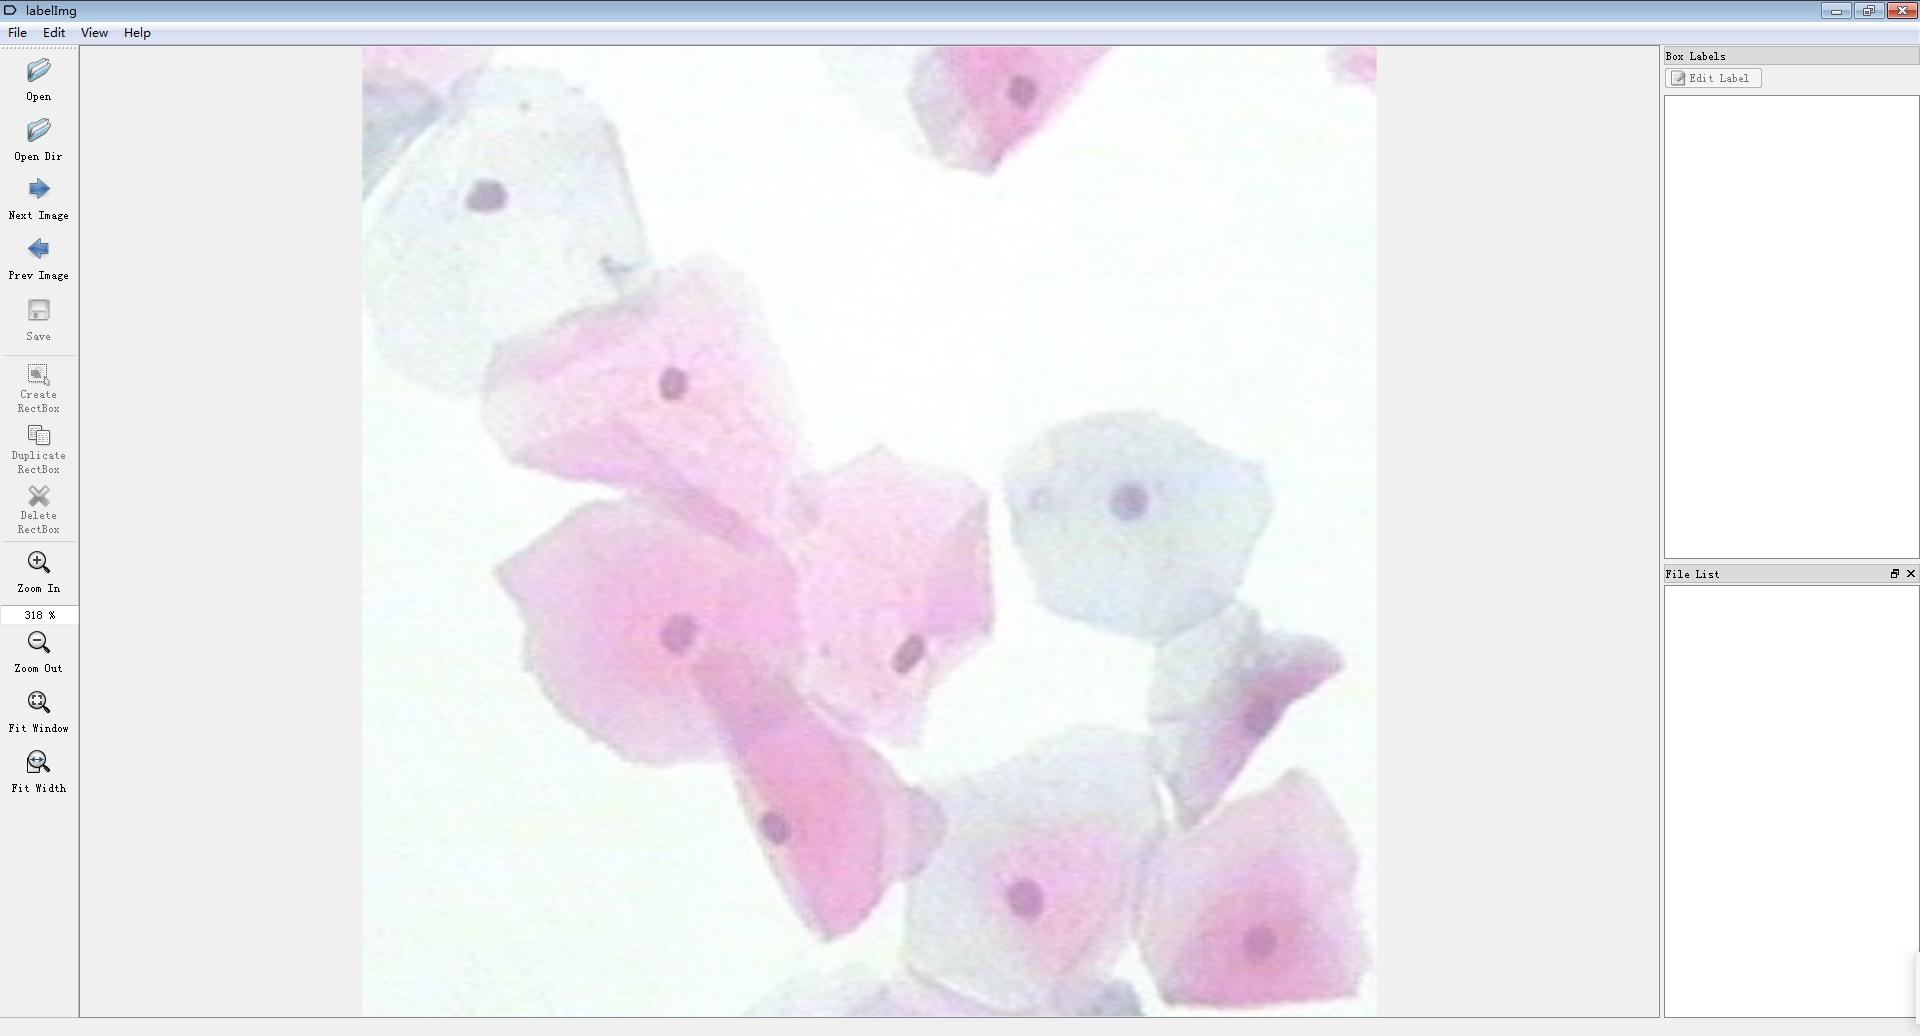 labelImg
File Edit View Help
Open
Open Dir
Next Image
Prev Image
Save
Create
RectBox
Duplicate
RectBox
Delete
RectBox
Zoom In
318 %
Zoom Out
Fit Window
Fit Width
Box Labels
Edit Label
File List